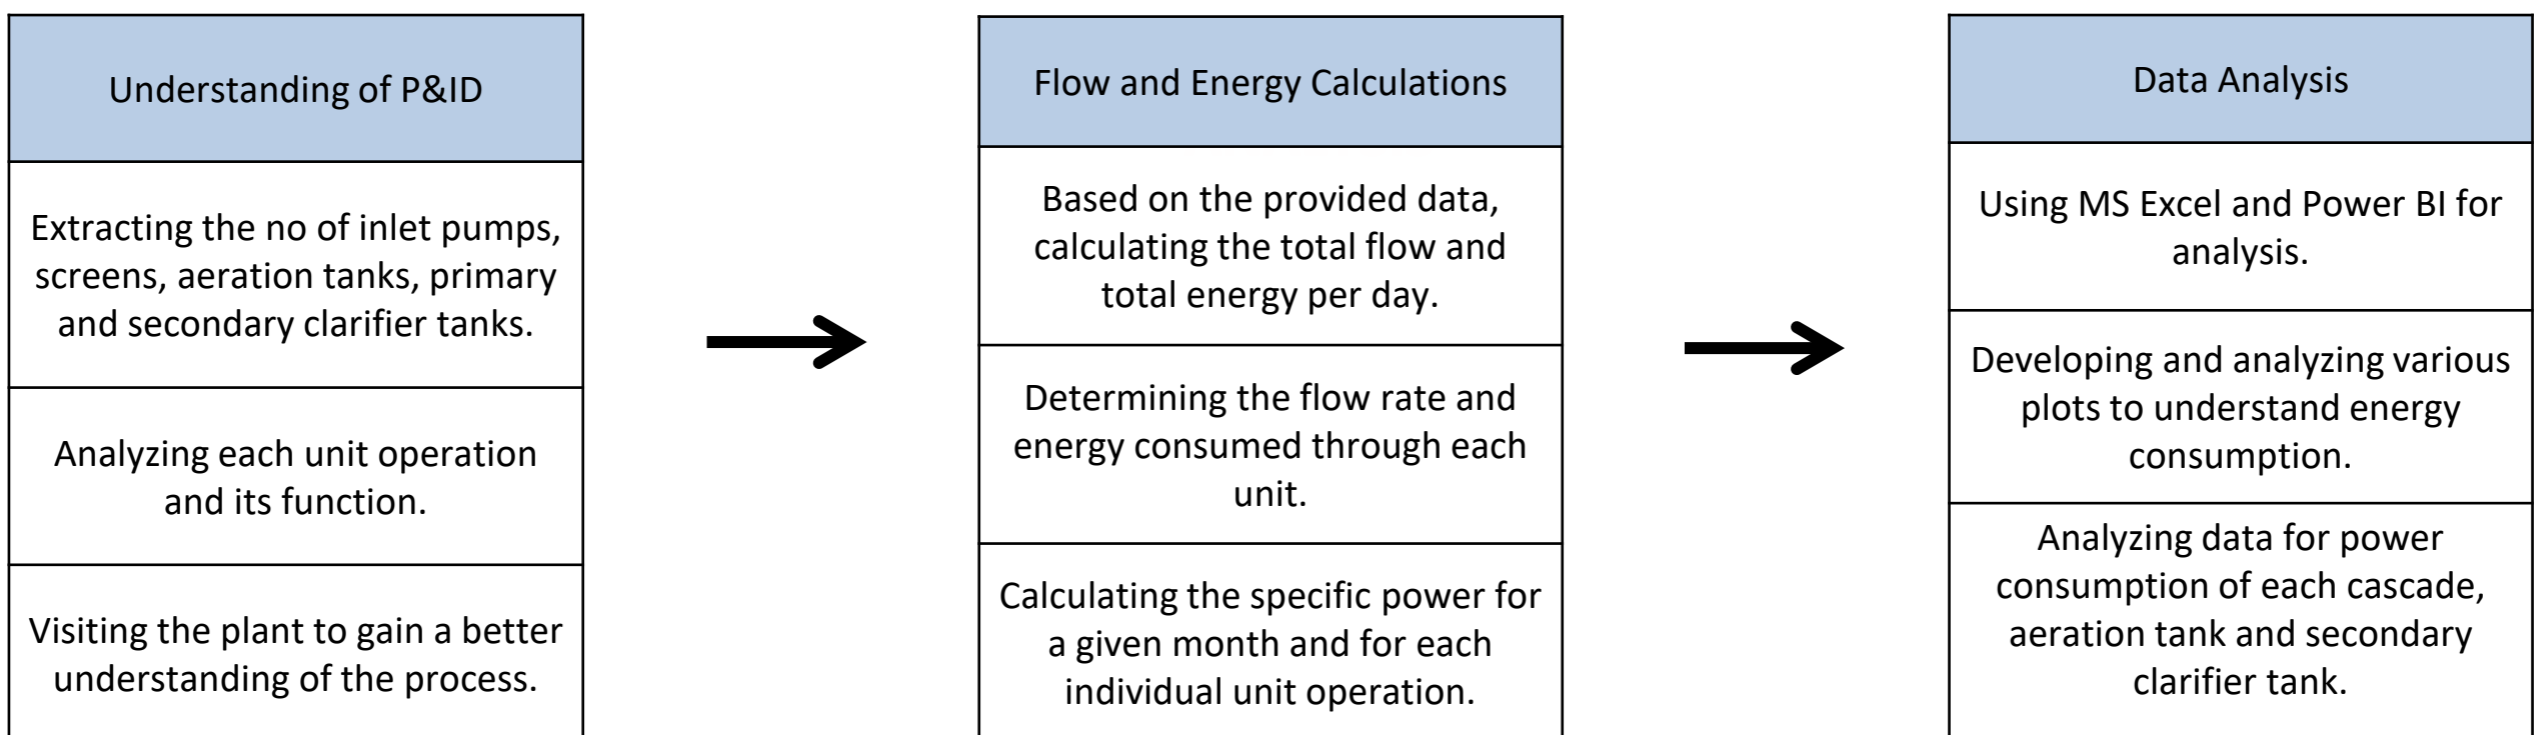 Understanding of P&ID
Extracting the no of inlet pumps,
screens, aeration tanks, primary
and secondary clarifier tanks.
Analyzing each unit operation
and its function.
Visiting the plant to gain a better
understanding of the process.
Flow and Energy Calculations
Based on the provided data,
calculating the total flow and
total energy per day.
Determining the flow rate and
energy consumed through each
unit.
Calculating the specific power for
a given month and for each
individual unit operation.
Data Analysis
Using MS Excel and Power BI for
analysis.
Developing and analyzing various
plots to understand energy
consumption.
Analyzing data for power
consumption of each cascade,
aeration tank and secondary
clarifier tank.